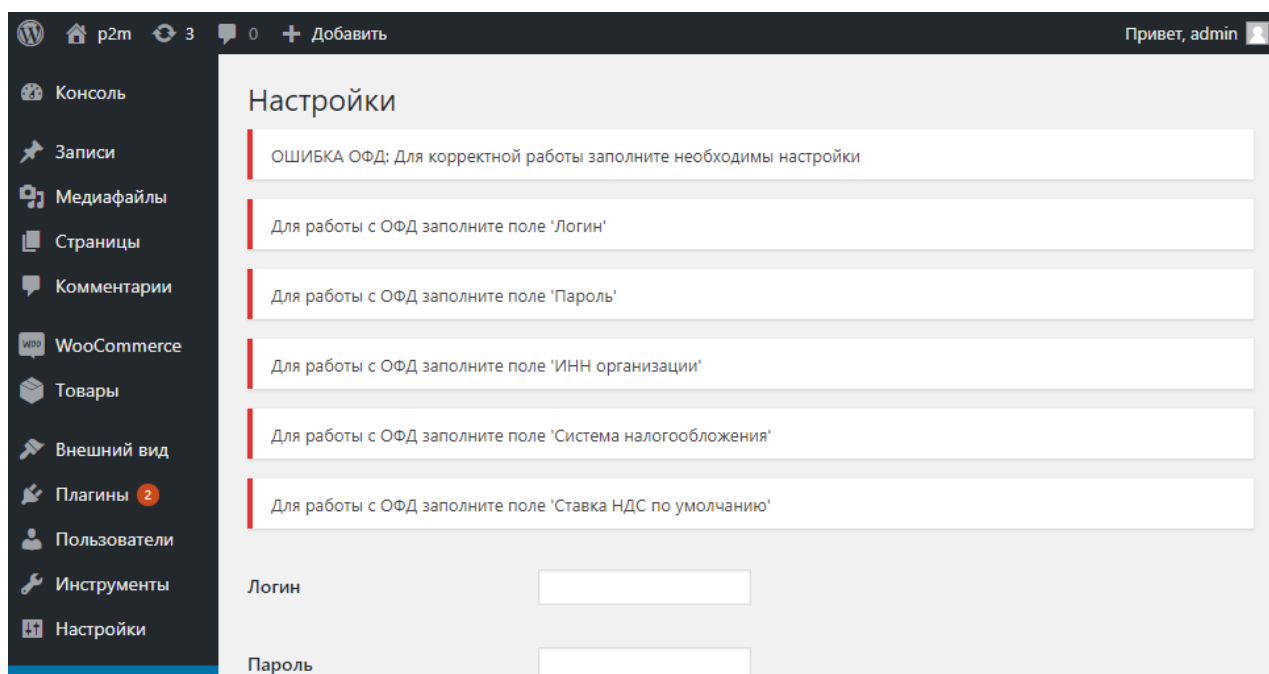 p2m 3 0 Добавить Привет, admin
Консоль
Записи
Медиафайлы
Страницы
Комментарии
WOO WooCommerce
Товары
Внешний вид
Плагины 2
Пользователи
Инструменты
Настройки
Настройки
ОШИБКА ОФД: Для корректной работы заполните необходимы настройки
Для работы с ОФД заполните поле 'Логин'
Для работы с ОФД заполните поле 'Пароль'
Для работы с ОФД заполните поле 'ИНН организации'
Для работы с ОФД заполните поле 'Система налогообложения'
Для работы с ОФД заполните поле 'Ставка НДС по умолчанию'
Логин
Пароль